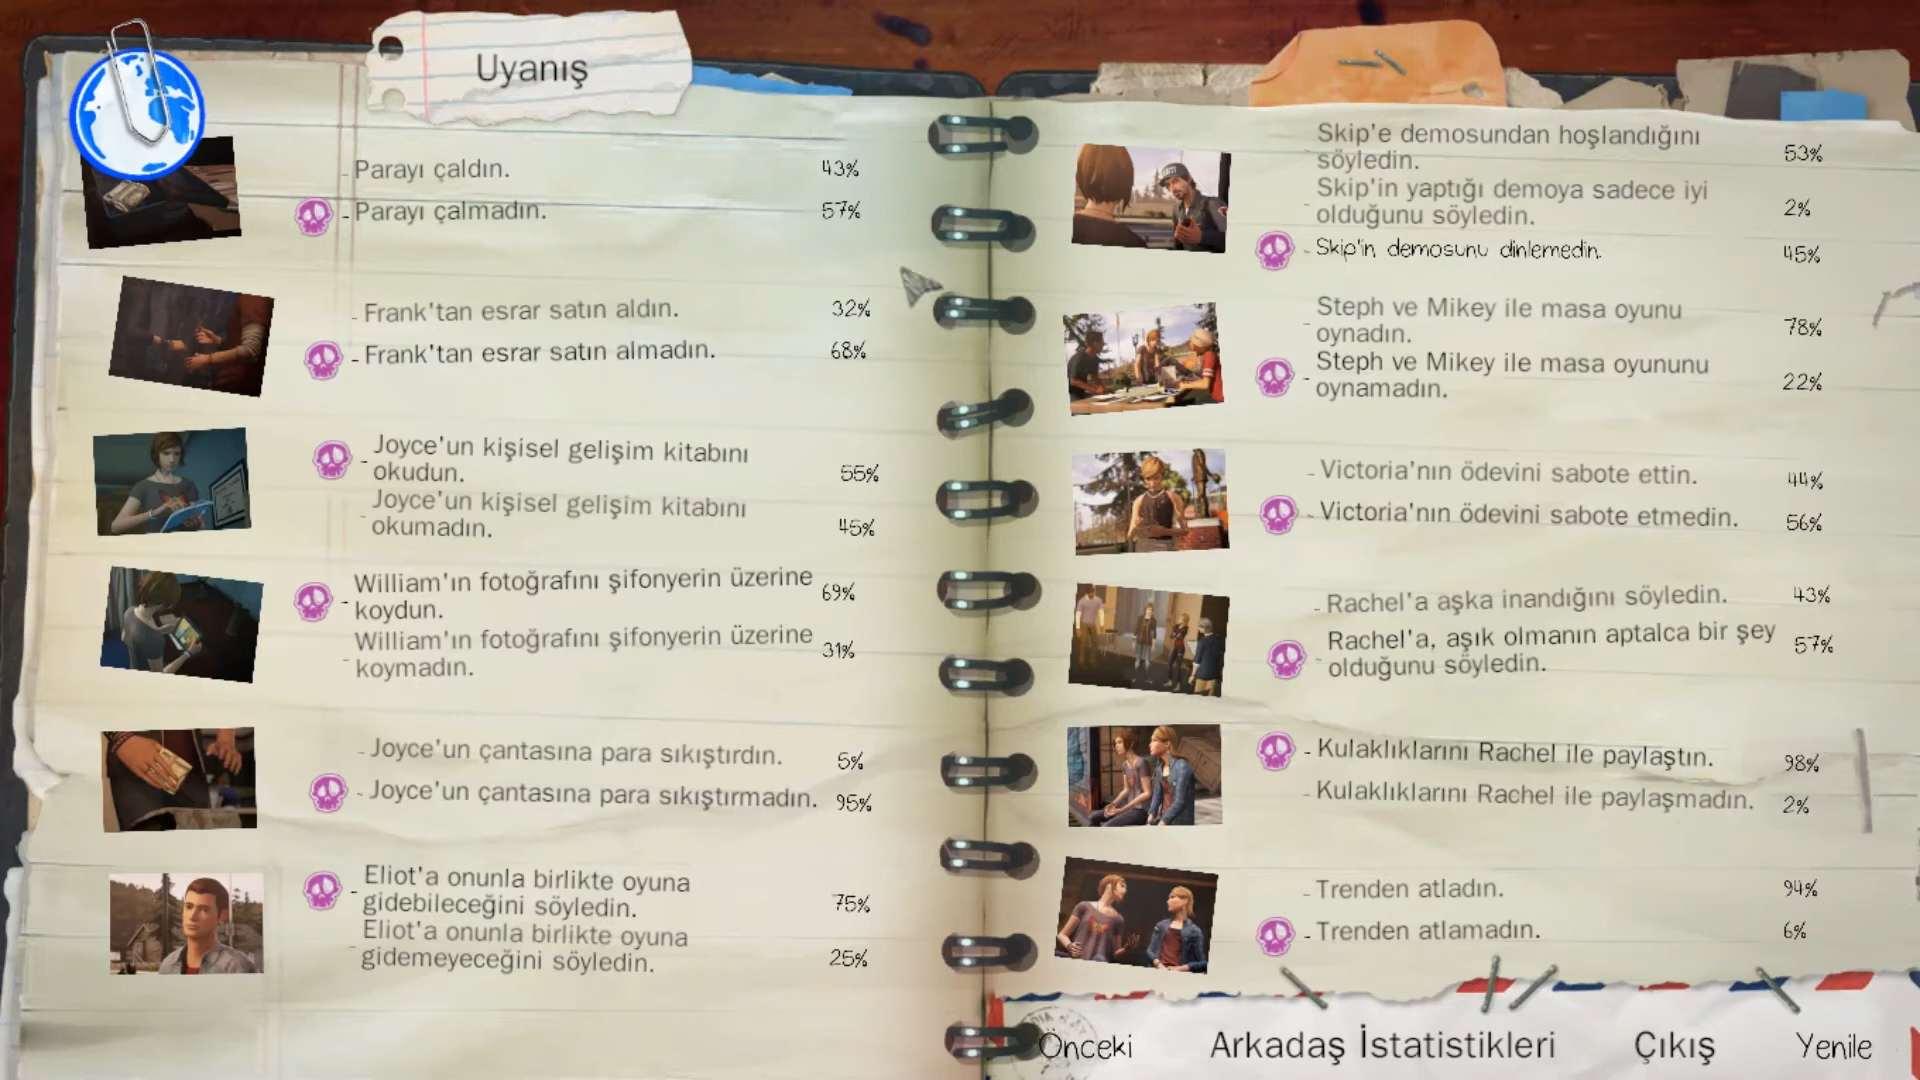 Uyanış
- Parayı çaldın. 43%
- Parayı çalmadın. 57%
- Frank'tan esrar satın aldın. 32%
- Frank'tan esrar satın almadın. 68%
- Joyce'un kişisel gelişim kitabını
okudun. 55%
- Joyce'un kişisel gelişim kitabını
okumadın. 45%
- William'ın fotoğrafını şifonyerin üzerine
koydun. 69%
- William'ın fotoğrafını şifonyerin üzerine
koymadın. 31%
- Joyce'un çantasına para sıkıştırdın. 5%
- Joyce'un çantasına para sıkıştırmadın. 95%
- Eliot'a onunla birlikte oyuna
gidebileceğini söyledin. 75%
- Eliot'a onunla birlikte oyuna
gidemeyeceğini söyledin. 25%
- Skip'e demosundan hoşlandığını
söyledin. 53%
- Skip'in yaptığı demoya sadece iyi
olduğunu söyledin. 2%
- Skip'in demosunu dinlemedin. 45%
- Steph ve Mikey ile masa oyunu
oynadın. 78%
- Steph ve Mikey ile masa oyununu
oynamadın. 22%
- Victoria'nın ödevini sabote ettin. 44%
- Victoria'nın ödevini sabote etmedin. 56%
- Rachel'a aşka inandığını söyledin. 43%
- Rachel'a, aşık olmanın aptalca bir şey
olduğunu söyledin. 57%
- Kulaklıklarını Rachel ile paylaştın. 98%
- Kulaklıklarını Rachel ile paylaşmadın. 2%
- Trenden atladın. 94%
- Trenden atlamadın. 6%
Önceki Arkadaş İstatistikleri Çıkış Yenile